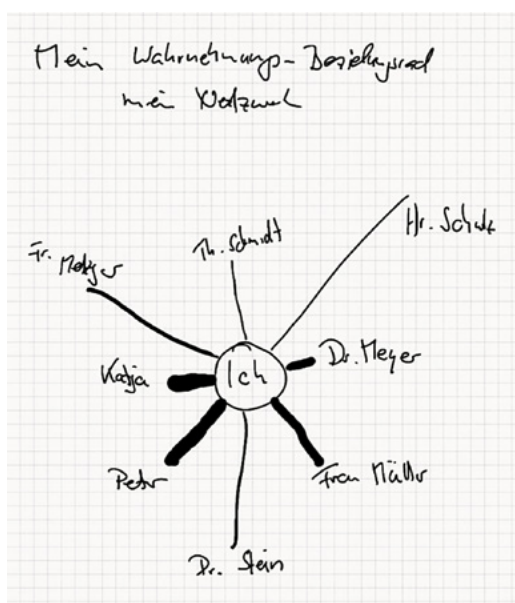 Mein Wahrnehmungs-Beziehungsrad
mein Netzwerk
Hr. Schulz
Th. Schmidt
Fr. Metzger
Dr. Meyer
Katja
Ich
Peter
Frau Müller
Dr. Stein